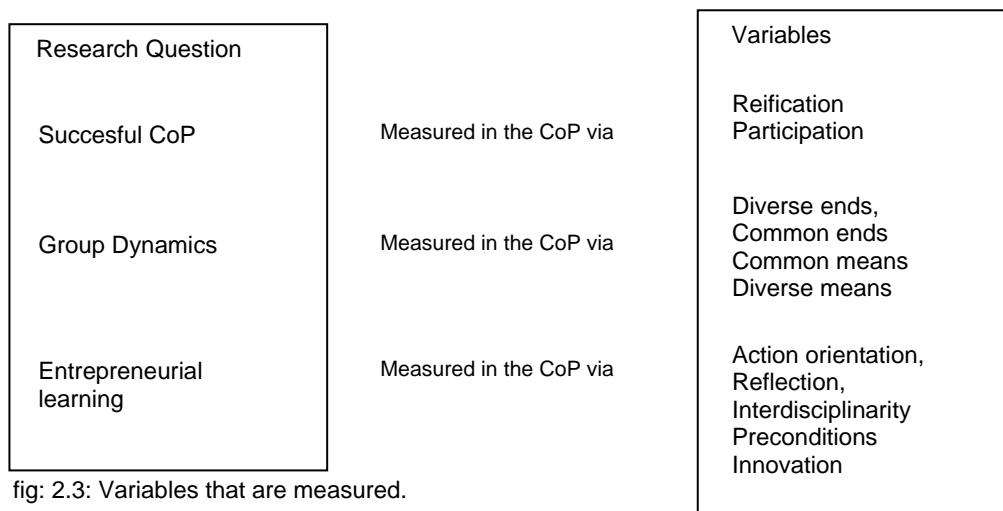 Research Question
Variables
Succesful CoP
Measured in the CoP via
Reification
Participation
Group Dynamics
Measured in the CoP via
Diverse ends,
Common ends
Common means
Diverse means
Entrepreneurial
learning
Measured in the CoP via
Action orientation,
Reflection,
Interdisciplinarity
Preconditions
Innovation
fig: 2.3: Variables that are measured.